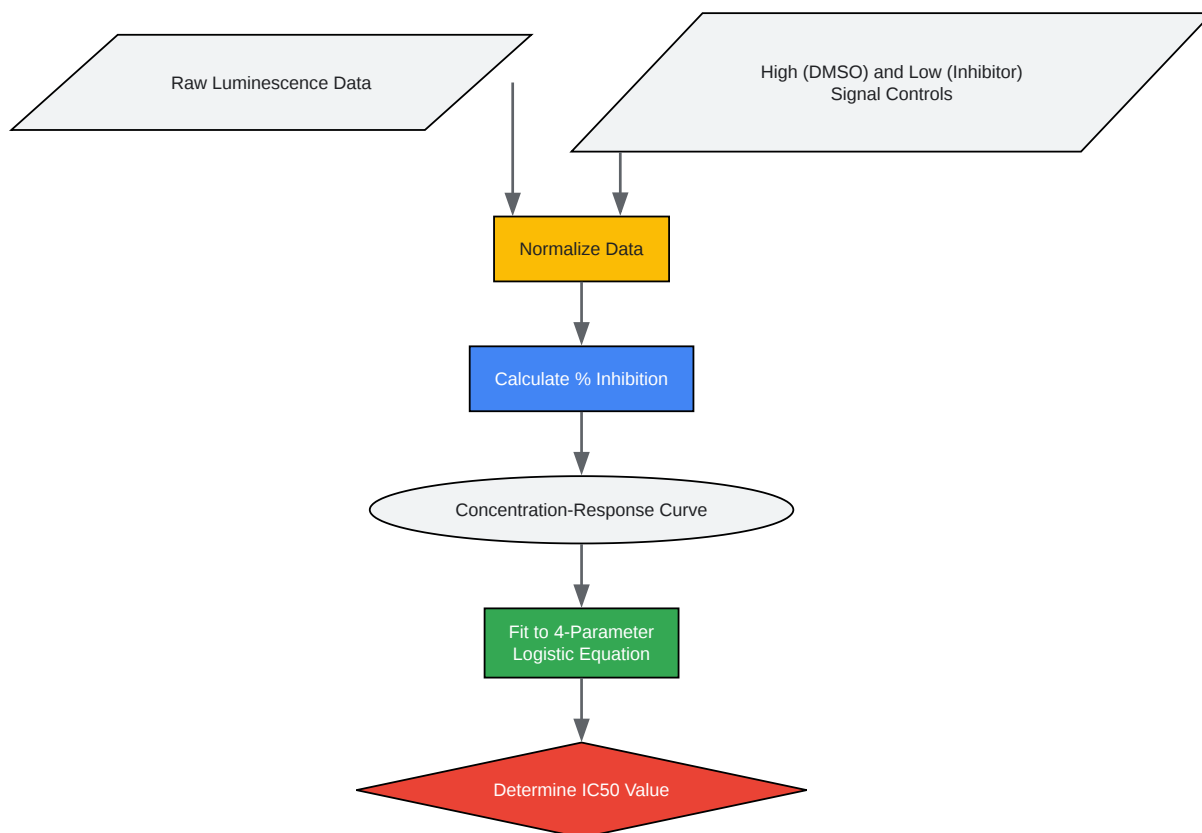 Raw Luminescence Data
High (DMSO) and Low (Inhibitor)
Signal Controls
Normalize Data
Calculate % Inhibition
Concentration-Response Curve
Fit to 4-Parameter
Logistic Equation
Determine IC50 Value